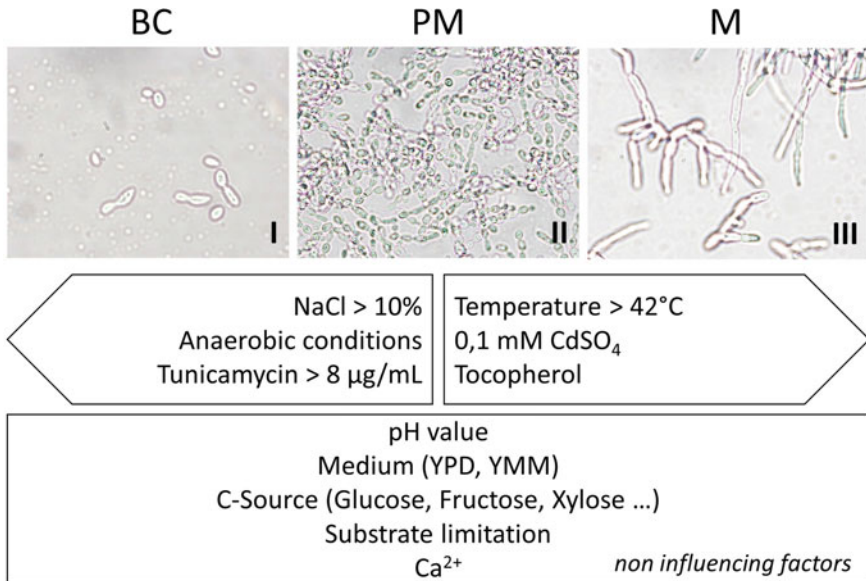 BC
PM
M
I
II
III
NaCl > 10%
Anaerobic conditions
Tunicamycin > 8 µg/mL
Temperature > 42°C
0,1 mM CdSO₄
Tocopherol
pH value
Medium (YPD, YMM)
C-Source (Glucose, Fructose, Xylose ...)
Substrate limitation
Ca²⁺
non influencing factors